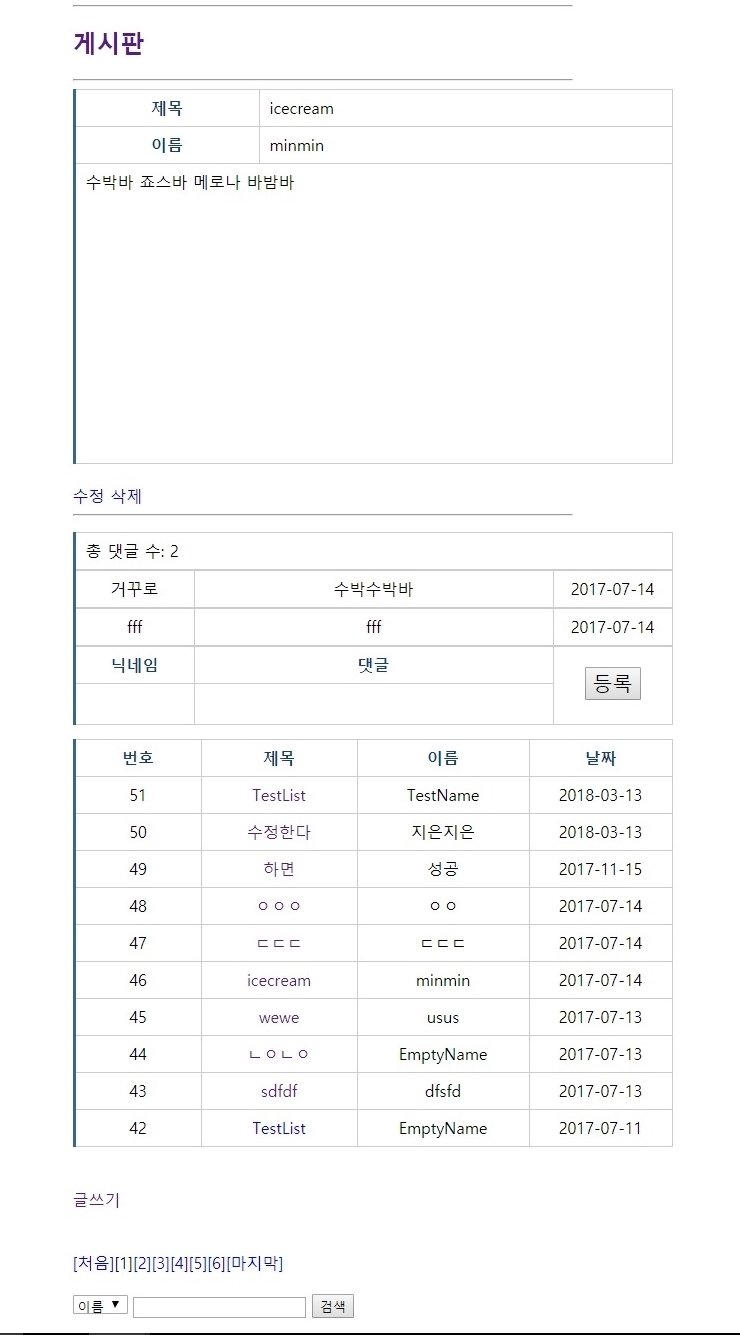 게시판
제목 icecream
이름 minmin
수박바 죠스바 메로나 바밤바
수정 삭제
총 댓글 수: 2
거꾸로 수박수박바 2017-07-14
fff fff 2017-07-14
닉네임 댓글 등록
번호 제목 이름 날짜
51 TestList TestName 2018-03-13
50 수정한다 지은지은 2018-03-13
49 하면 성공 2017-11-15
48 ㅇㅇㅇ ㅇㅇ 2017-07-14
47 ㄷㄷㄷ ㄷㄷㄷ 2017-07-14
46 icecream minmin 2017-07-14
45 wewe usus 2017-07-13
44 ㄴㅇㄴㅇ EmptyName 2017-07-13
43 sdfdf dfsfd 2017-07-13
42 TestList EmptyName 2017-07-11
글쓰기
[처음][1][2][3][4][5][6][마지막]
이름 ▼ 검색